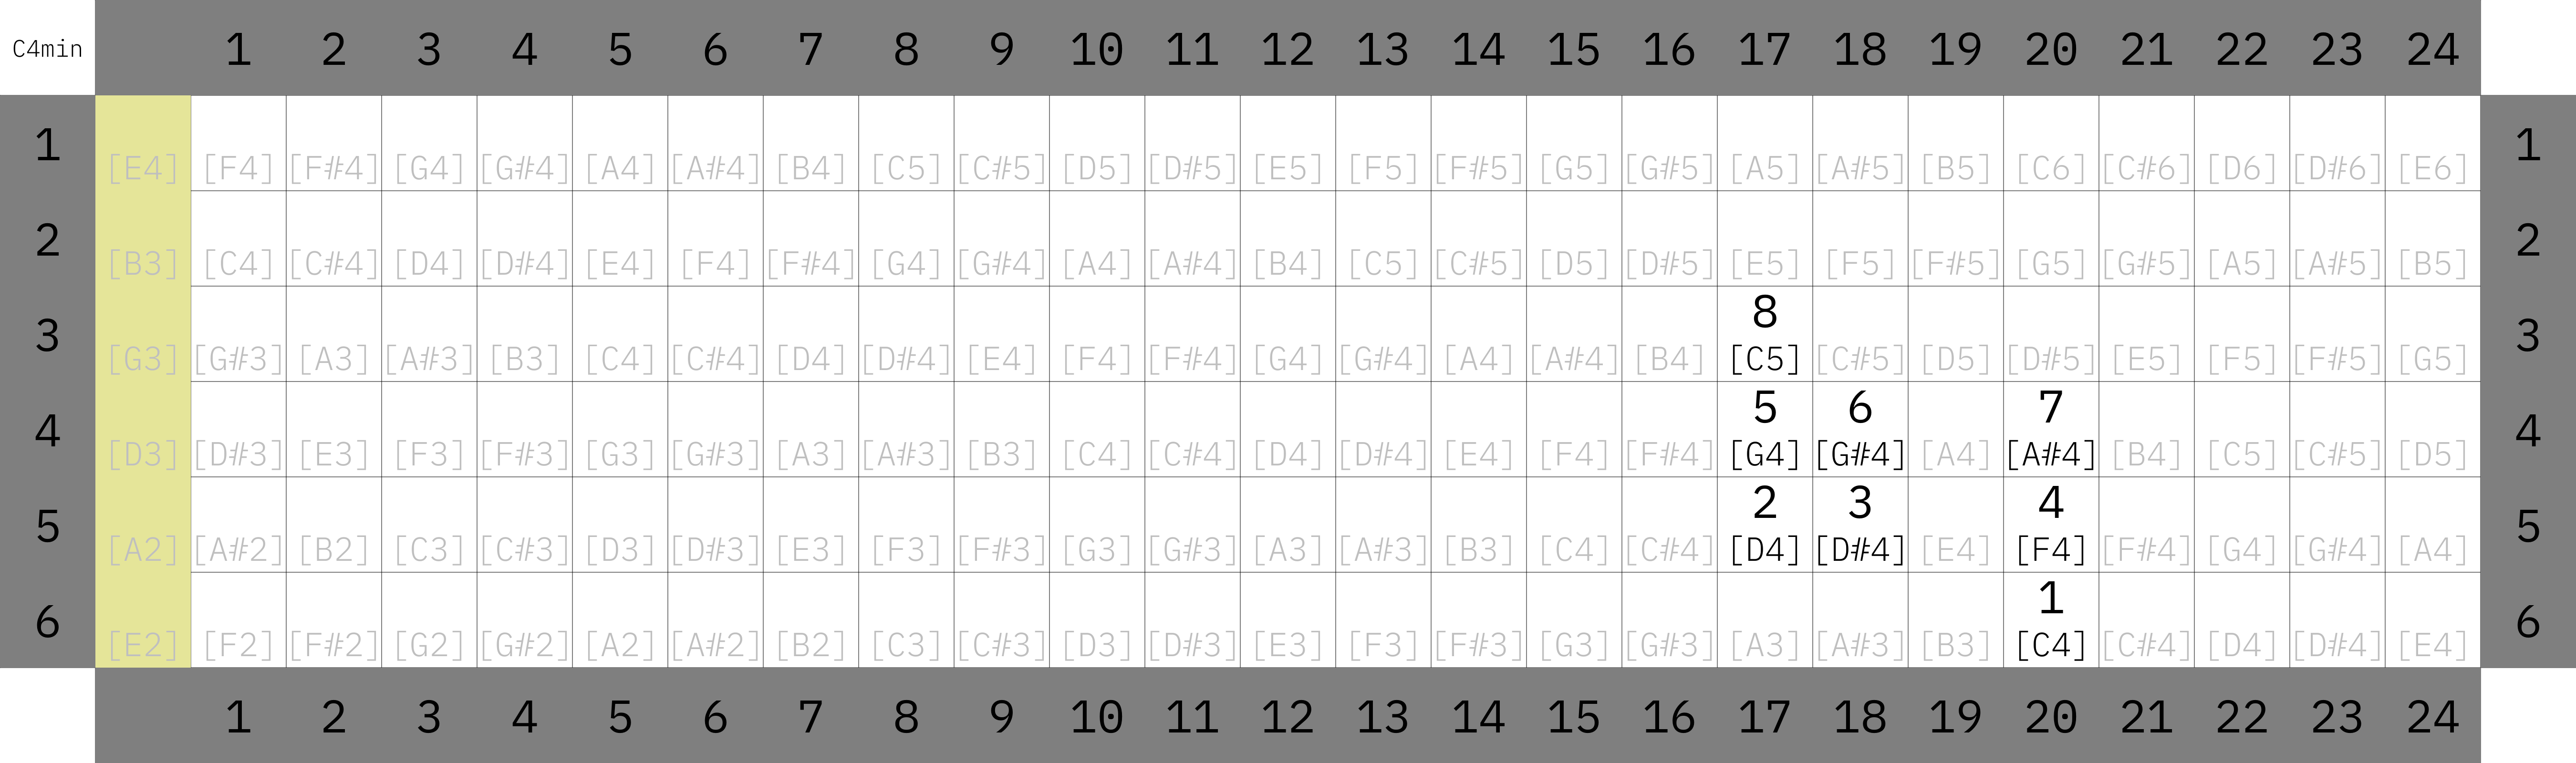 C4min 1 2 3 4 5 6 7 8 9 10 11 12 13 14 15 16 17 18 19 20 21 22 23 24
1 [E4] [F4] [F#4] [G4] [G#4] [A4] [A#4] [B4] [C5] [C#5] [D5] [D#5] [E5] [F5] [F#5] [G5] [G#5] [A5] [A#5] [B5] [C6] [C#6] [D6] [D#6] [E6] 1
2 [B3] [C4] [C#4] [D4] [D#4] [E4] [F4] [F#4] [G4] [G#4] [A4] [A#4] [B4] [C5] [C#5] [D5] [D#5] [E5] [F5] [F#5] [G5] [G#5] [A5] [A#5] [B5] 2
8
3 [G3] [G#3] [A3] [A#3] [B3] [C4] [C#4] [D4] [D#4] [E4] [F4] [F#4] [G4] [G#4] [A4] [A#4] [B4] [C5] [C#5] [D5] [D#5] [E5] [F5] [F#5] [G5] 3
5 6 7
4 [D3] [D#3] [E3] [F3] [F#3] [G3] [G#3] [A3] [A#3] [B3] [C4] [C#4] [D4] [D#4] [E4] [F4] [F#4] [G4] [G#4] [A4] [A#4] [B4] [C5] [C#5] [D5] 4
2 3 4
5 [A2] [A#2] [B2] [C3] [C#3] [D3] [D#3] [E3] [F3] [F#3] [G3] [G#3] [A3] [A#3] [B3] [C4] [C#4] [D4] [D#4] [E4] [F4] [F#4] [G4] [G#4] [A4] 5
1
6 [E2] [F2] [F#2] [G2] [G#2] [A2] [A#2] [B2] [C3] [C#3] [D3] [D#3] [E3] [F3] [F#3] [G3] [G#3] [A3] [A#3] [B3] [C4] [C#4] [D4] [D#4] [E4] 6
1 2 3 4 5 6 7 8 9 10 11 12 13 14 15 16 17 18 19 20 21 22 23 24